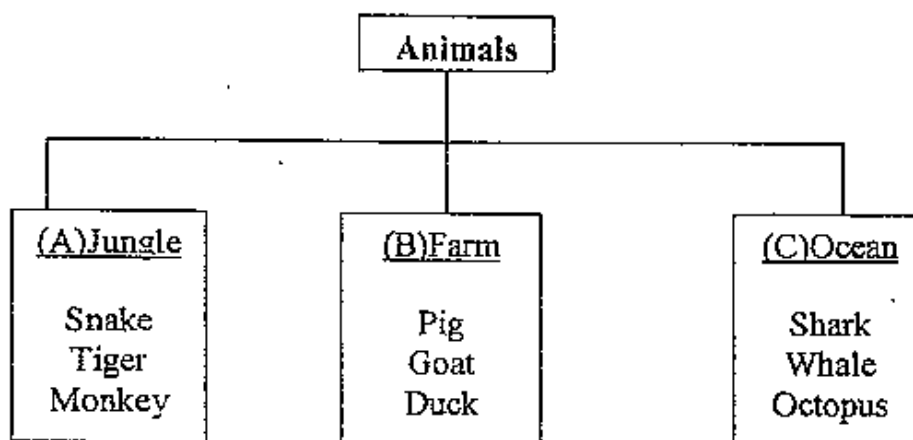 Animals
(A)Jungle
Snake
Tiger
Monkey
(B)Farm
Pig
Goat
Duck
(C)Ocean
Shark
Whale
Octopus